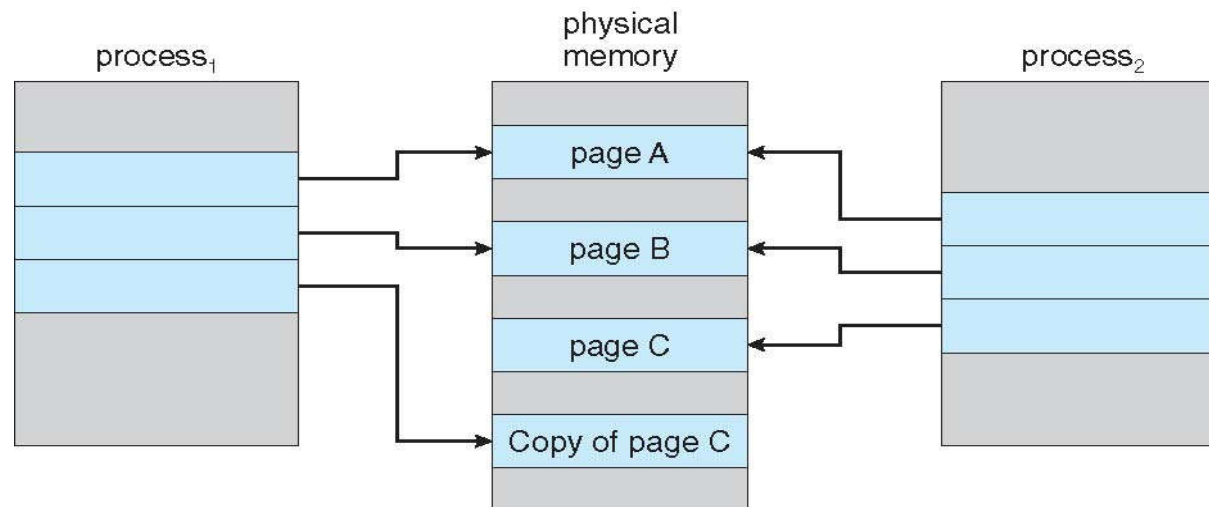 process₁
physical
memory
process₂
page A
page B
page C
Copy of page C